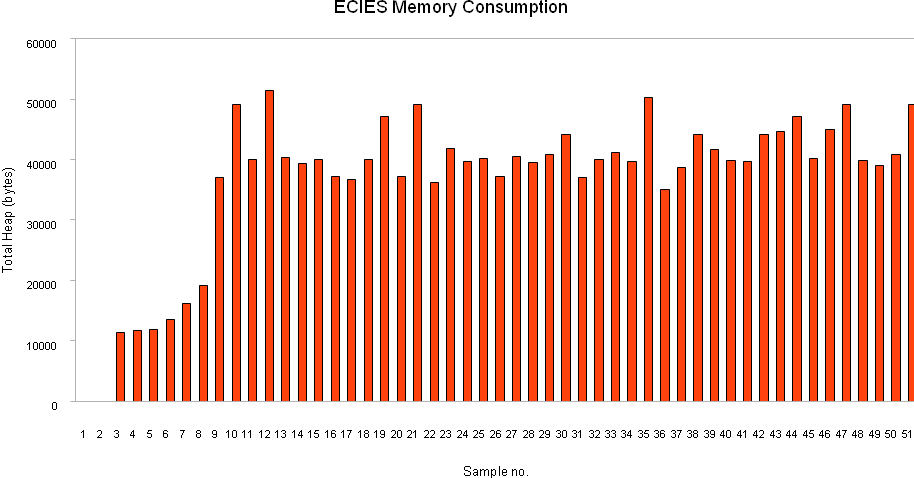 ECIES Memory Consumption
60000
50000
40000
30000
20000
10000
0
Total Heap (bytes)
1 2 3 4 5 6 7 8 9 10 11 12 13 14 15 16 17 18 19 20 21 22 23 24 25 26 27 28 29 30 31 32 33 34 35 36 37 38 39 40 41 42 43 44 45 46 47 48 49 50 51
Sample no.